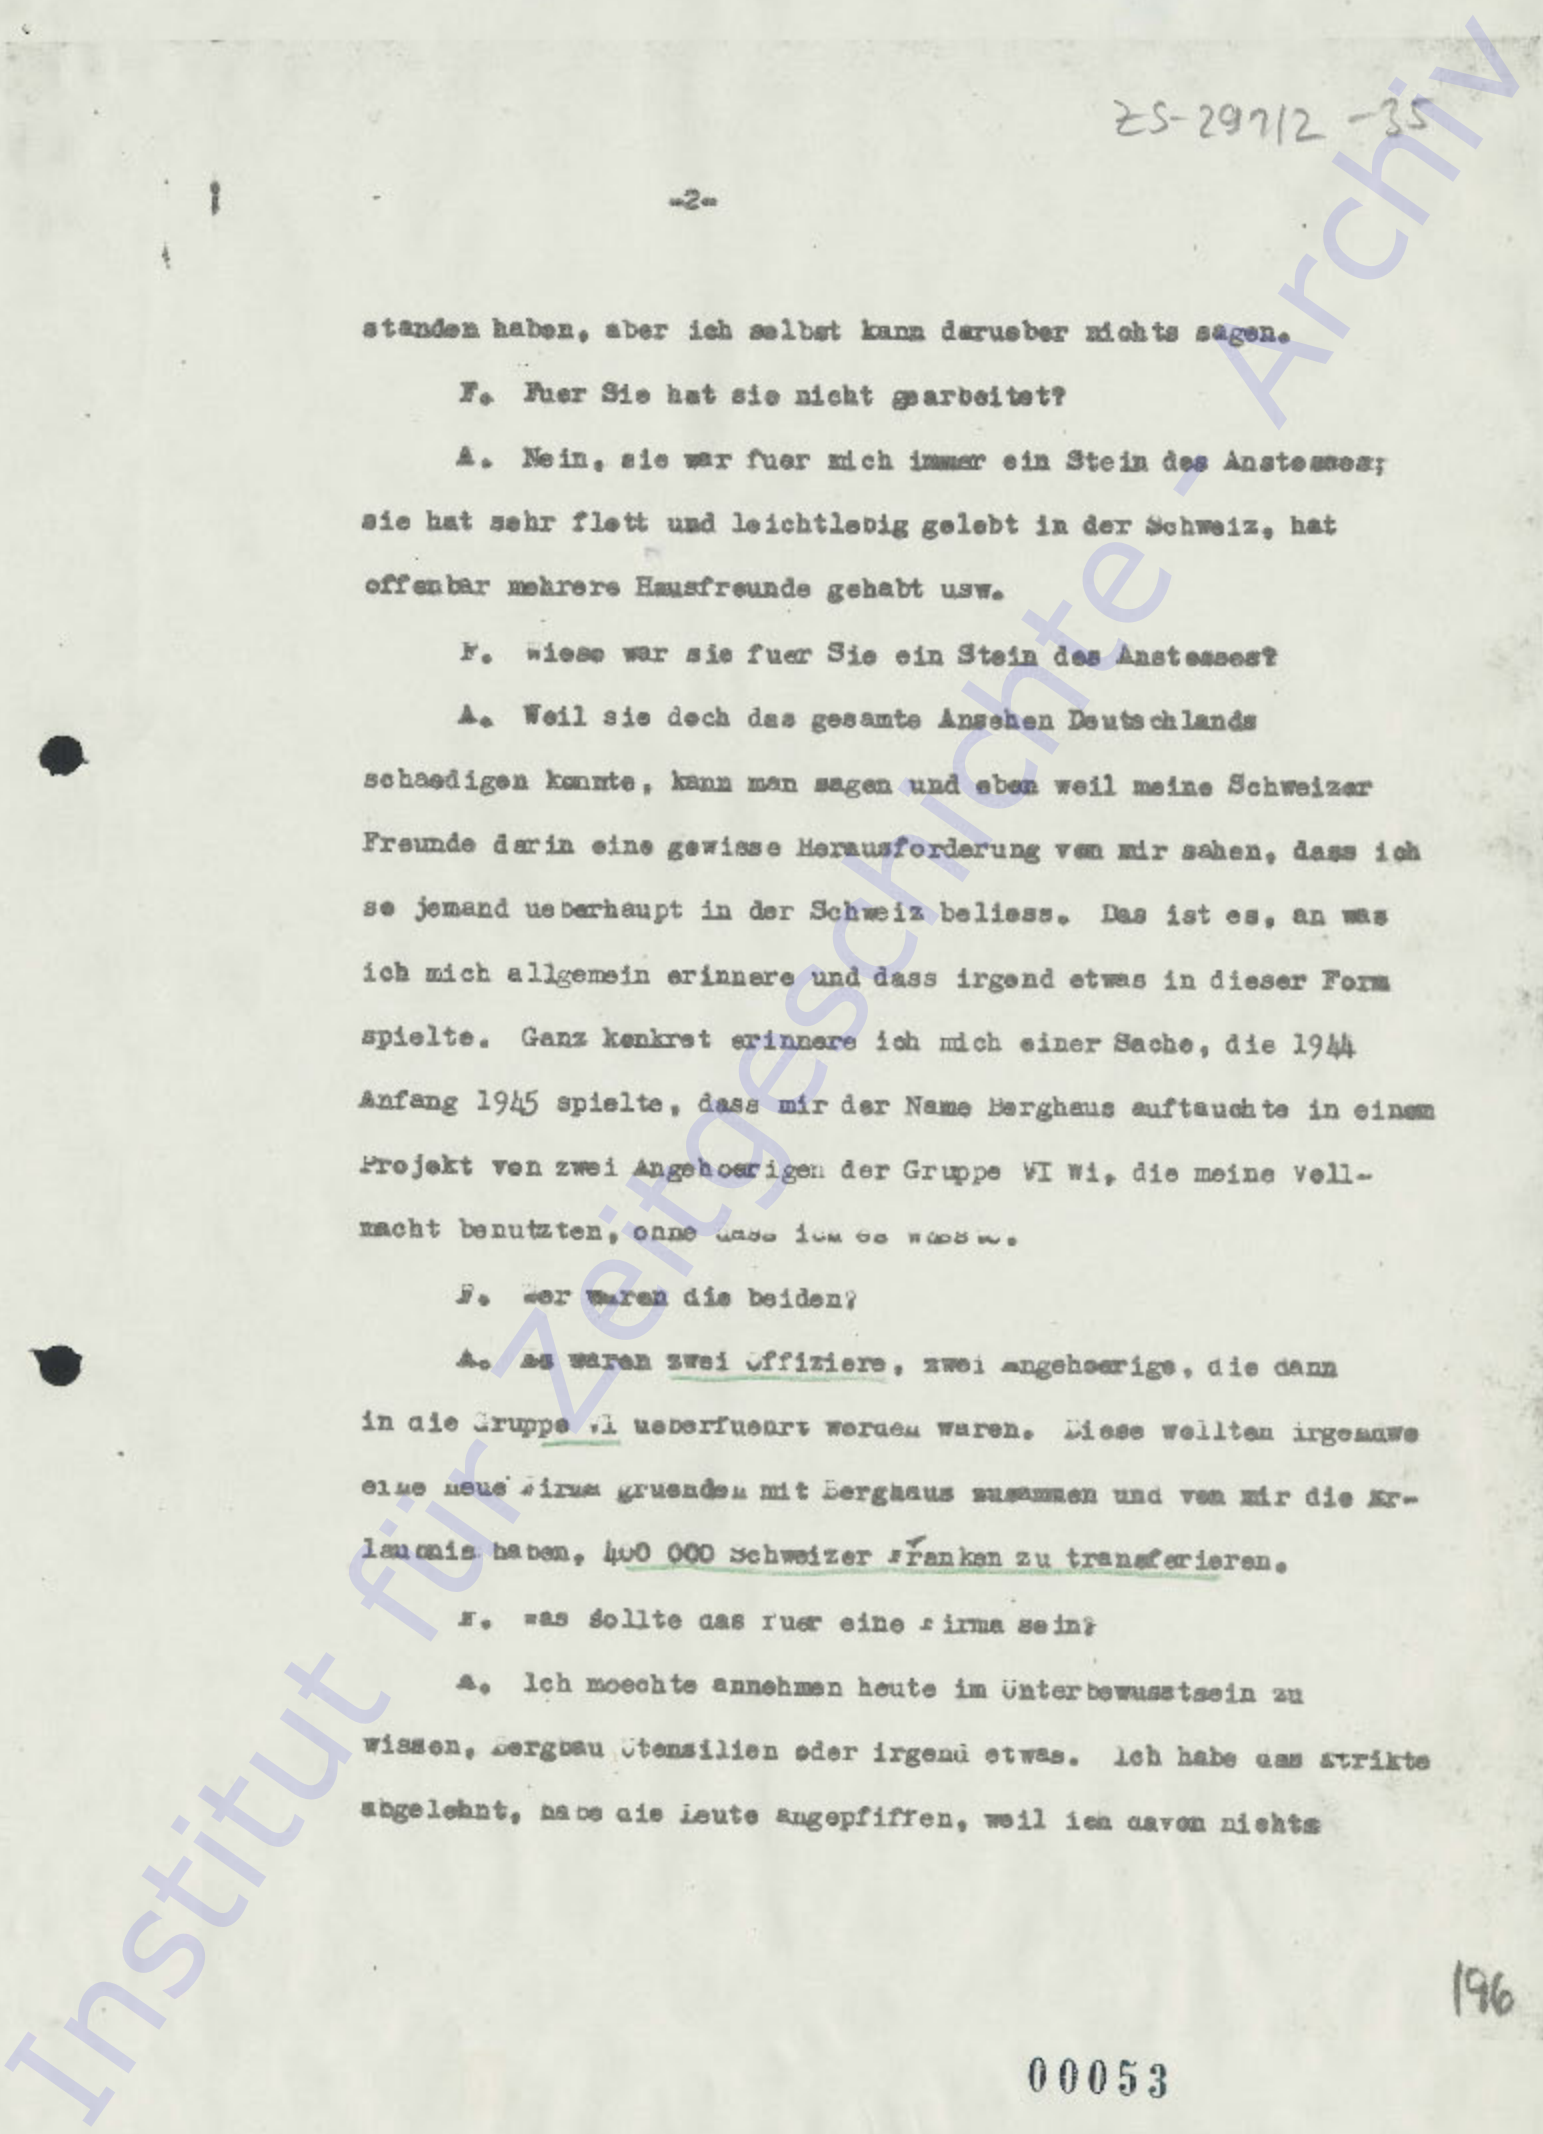 ZS-291/2 -35
-2-
standen haben, aber ich selbst kann darueber nichts sagen.
F. Fuer Sie hat sie nicht gearbeitet?
A. Nein, sie war fuer mich immer ein Stein des Anstosses;
sie hat sehr flott und leichtlebig gelebt in der Schweiz, hat
offenbar mehrere Hausfreunde gehabt usw.
F. Wieso war sie fuer Sie ein Stein des Anstosses?
A. Weil sie doch das gesamte Ansehen Deutschlands
schaedigen konnte, kann man sagen und eben weil meine Schweizer
Freunde darin eine gewisse Herausforderung von mir sahen, dass ich
so jemand ueberhaupt in der Schweiz beliess. Das ist es, an was
ich mich allgemein erinnere und dass irgend etwas in dieser Form
spielte. Ganz konkret erinnere ich mich einer Sache, die 1944
Anfang 1945 spielte, dass mir der Name Berghaus auftauchte in einem
Projekt von zwei Angehoerigen der Gruppe VI Wi, die meine Voll-
macht benutzten, ohne dass ich es wusste.
F. Wer waren die beiden?
A. Es waren zwei Offiziere, zwei Angehoerige, die dann
in die Gruppe VI ueberfuehrt worden waren. Diese wollten irgendwo
eine neue Firma gruenden mit Berghaus zusammen und von mir die Er-
laubnis haben, 400 000 Schweizer Franken zu transferieren.
F. Was sollte das fuer eine Firma sein?
A. Ich moechte annehmen heute im Unterbewusstsein zu
wissen, Bergbau Utensilien oder irgend etwas. Ich habe das strikte
abgelehnt, habe die Leute angepfiffen, weil ich davon nichts
196
00053
Institut für Zeitgeschichte - Archiv